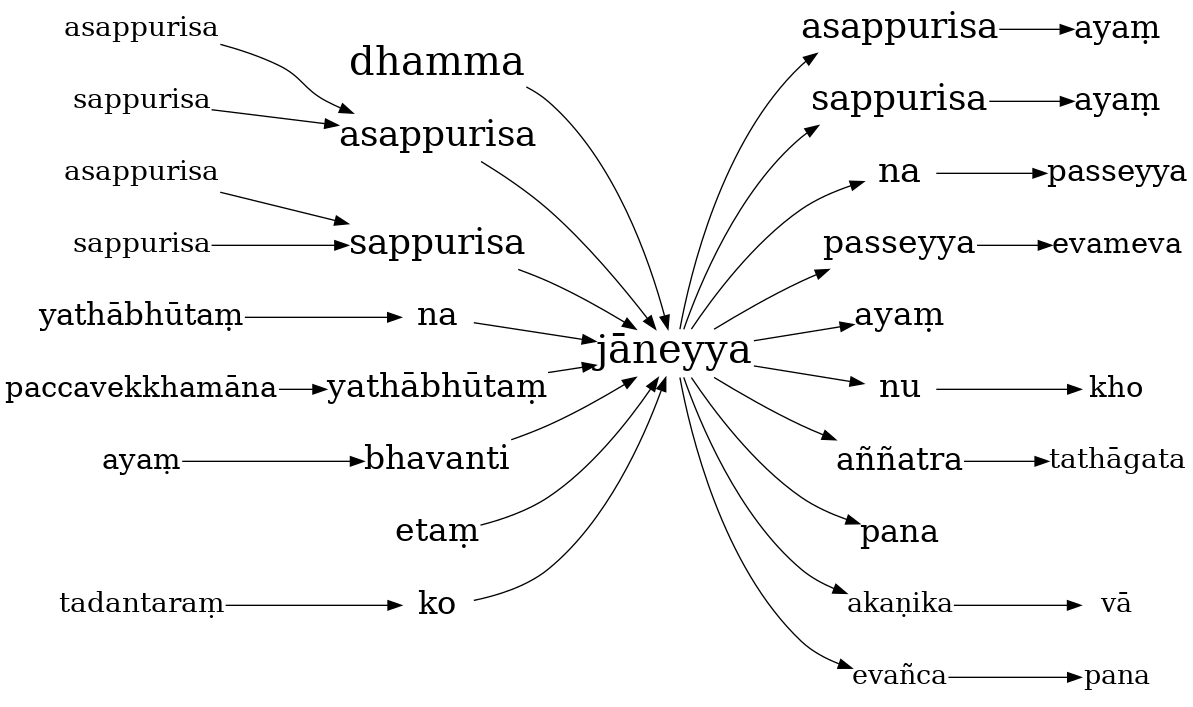 asappurisa
sappurisa
asappurisa
sappurisa
yathābhūtaṃ
paccavekkhamāna
ayaṃ
tadantaraṃ
dhamma
asappurisa
sappurisa
na
yathābhūtaṃ
bhavanti
etaṃ
ko
jāneyya
asappurisa
sappurisa
na
passeyya
ayaṃ
nu
aññatra
pana
akaṇika
evañca
ayaṃ
ayaṃ
passeyya
evameva
kho
tathāgata
vā
pana